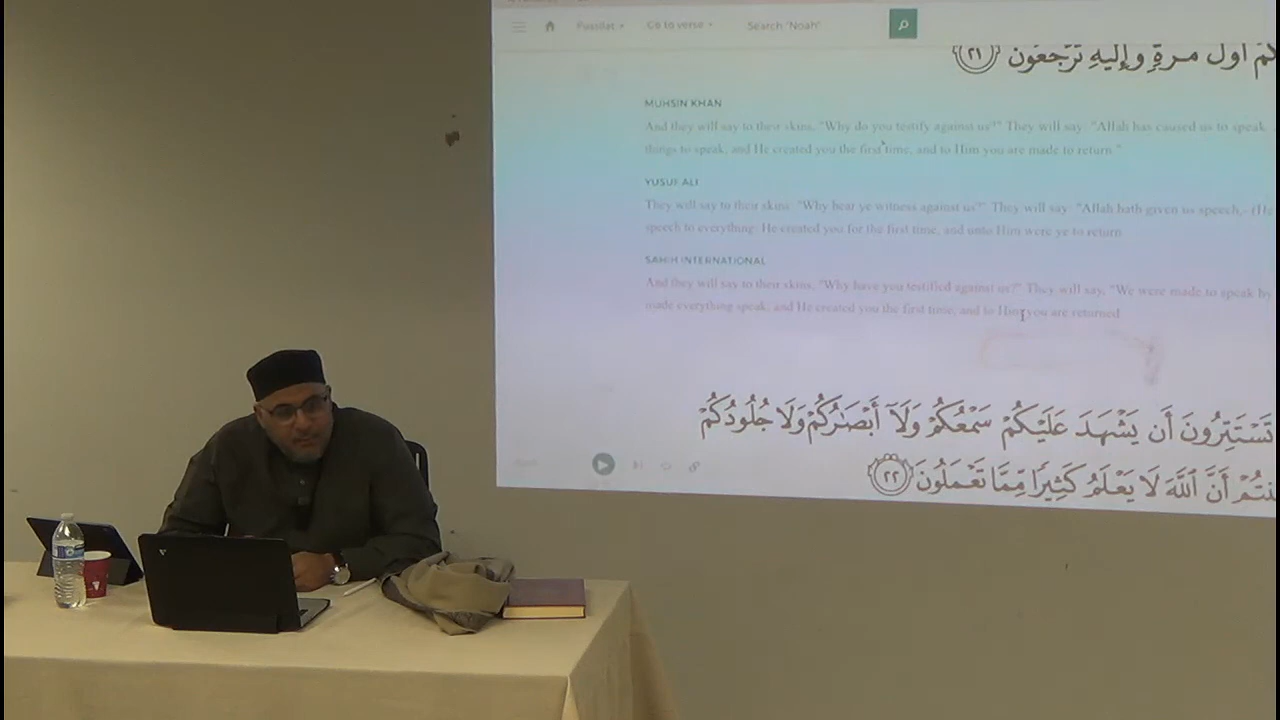 Fussilat Go to verse Search "Noah"
كم أول مرة وإليه ترجعون ٢١
MUHSIN KHAN
And they will say to their skins, "Why do you testify against us?" They will say: "Allah has caused us to speak
things to speak, and He created you the first time, and to Him you are made to return."
YUSUF ALI
They will say to their skins: "Why bear ye witness against us?" They will say: "Allah hath given us speech,- (He
speech to everything: He created you for the first time, and unto Him were ye to return
SAHIH INTERNATIONAL
And they will say to their skins, "Why have you testified against us?" They will say, "We were made to speak by
made everything speak; and He created you the first time, and to Him you are returned
تَسْتَتِرُونَ أَن يَشْهَدَ عَلَيْكُمْ سَمْعُكُمْ وَلَآ أَبْصَـٰرُكُمْ وَلَا جُلُودُكُمْ
نتُمْ أَنَّ ٱللَّهَ لَا يَعْلَمُ كَثِيرًا مِّمَّا تَعْمَلُونَ ٢٢